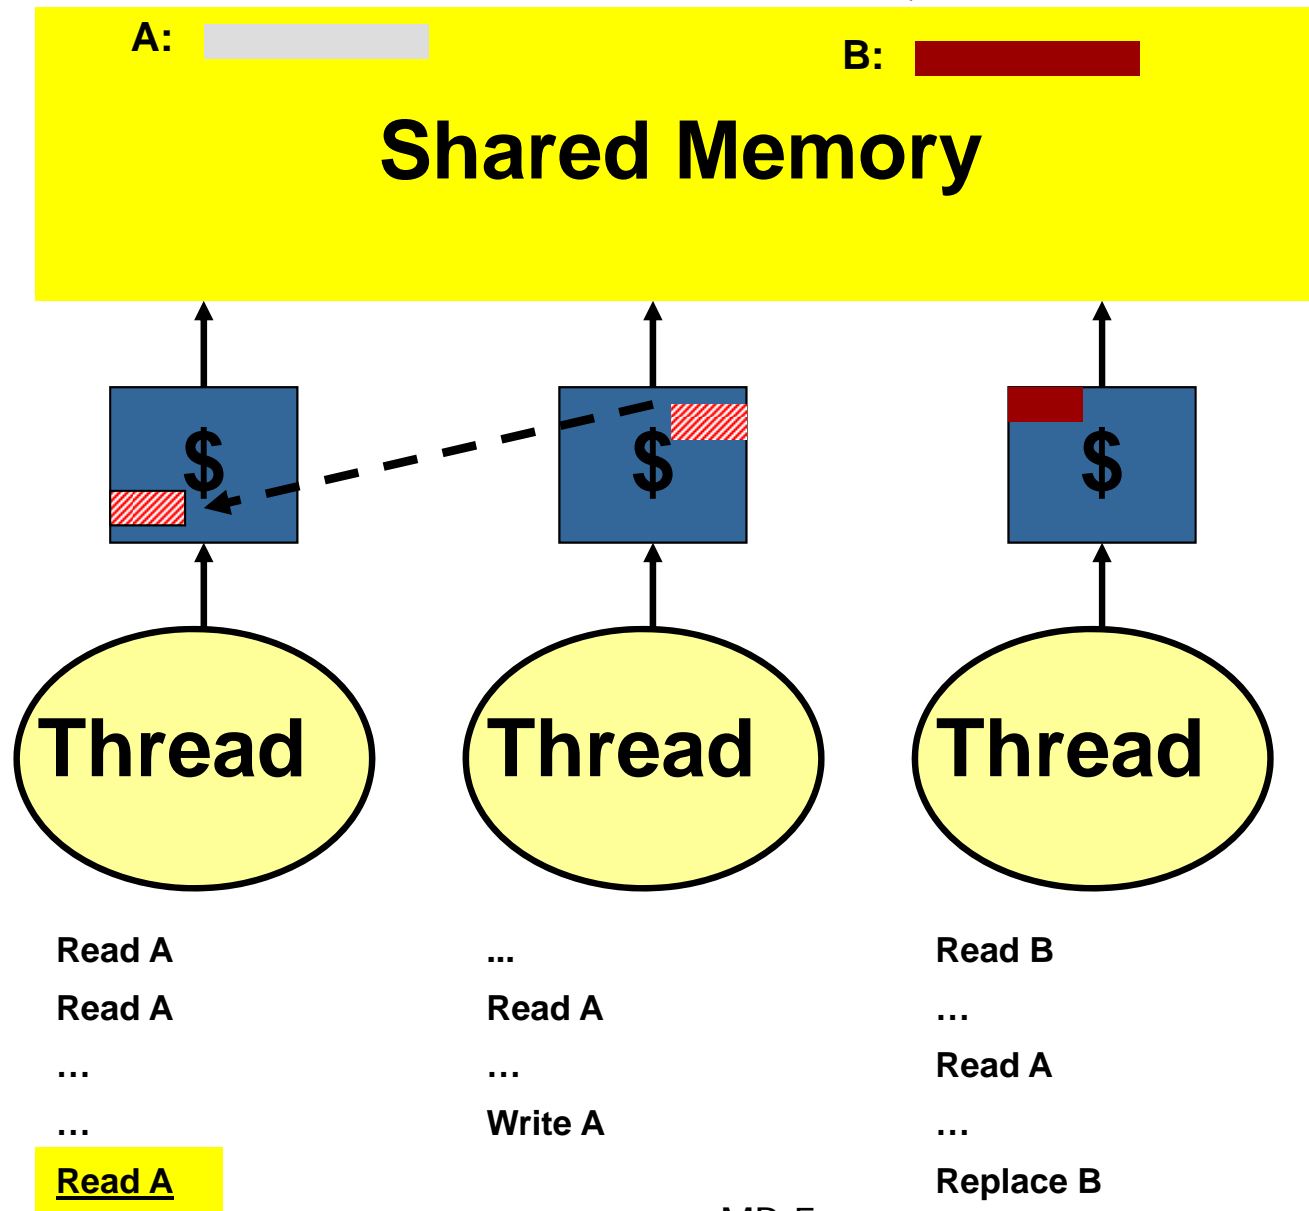 A:
B:
Shared Memory
$ $ $
Thread Thread Thread
Read A ... Read B
Read A Read A …
… … Read A
… Write A …
Read A Replace B